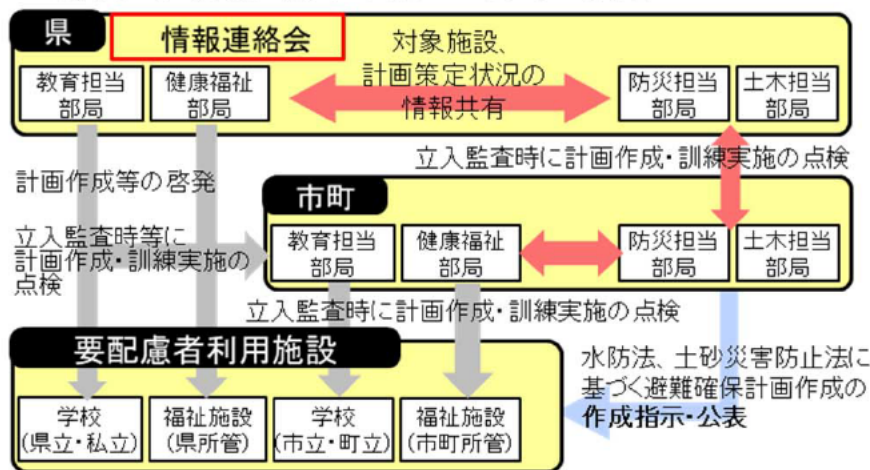 県
情報連絡会
対象施設、
計画策定状況の
情報共有
教育担当
部局
健康福祉
部局
防災担当
部局
土木担当
部局
立入監査時に計画作成・訓練実施の点検
計画作成等の啓発
立入監査時等に
計画作成・訓練実施の
点検
市町
教育担当
部局
健康福祉
部局
防災担当
部局
土木担当
部局
立入監査時に計画作成・訓練実施の点検
要配慮者利用施設
水防法、土砂災害防止法に
基づく避難確保計画作成の
作成指示・公表
学校
(県立・私立)
福祉施設
(県所管)
学校
(市立・町立)
福祉施設
(市町所管)